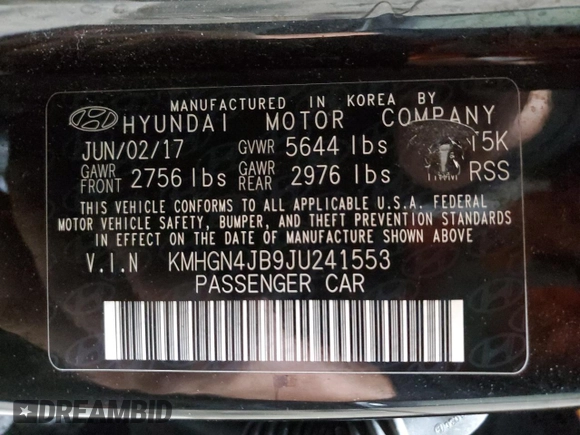 MANUFACTURED IN KOREA BY
HYUNDAI MOTOR COMPANY
JUN/02/17 GVWR 5644 lbs T5K
GAWR FRONT 2756 lbs GAWR REAR 2976 lbs RSS
THIS VEHICLE CONFORMS TO ALL APPLICABLE U.S.A. FEDERAL
MOTOR VEHICLE SAFETY, BUMPER, AND THEFT PREVENTION STANDARDS
IN EFFECT ON THE DATE OF MANUFACTURE SHOWN ABOVE
V.I.N KMHGN4JB9JU241553
PASSENGER CAR
DREAMBID